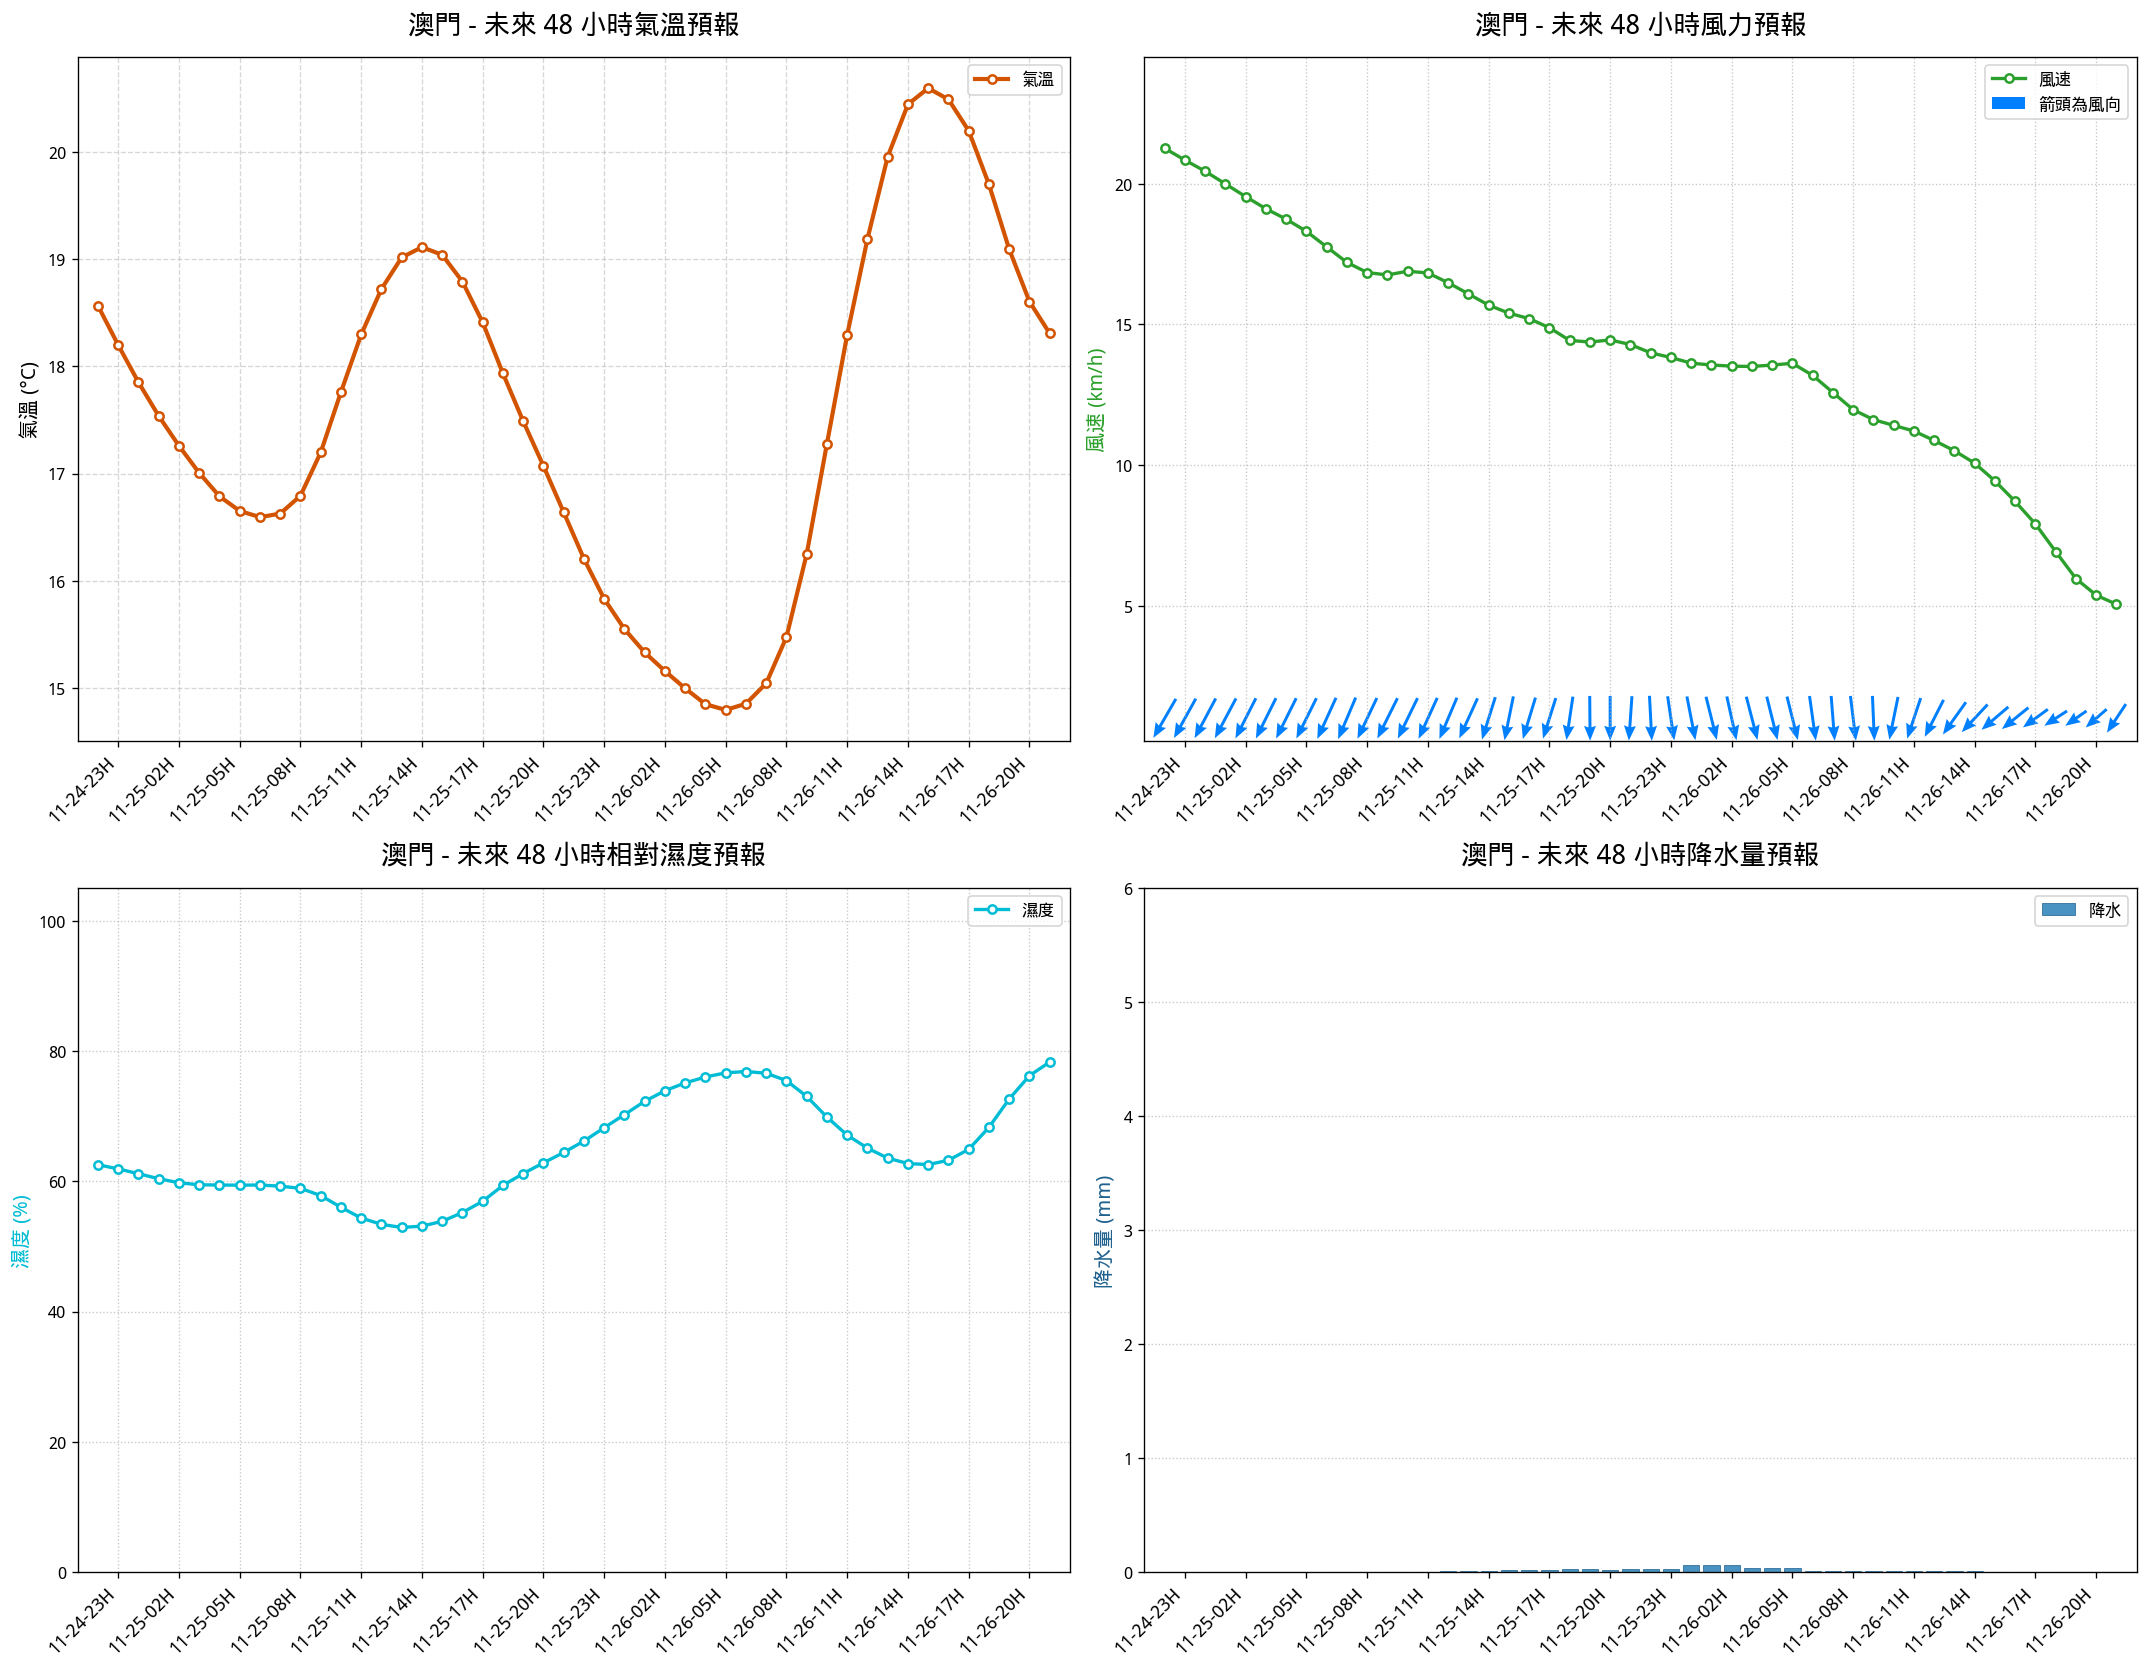 澳門 - 未來 48 小時氣溫預報
氣溫
氣溫 (°C)
20
19
18
17
16
15
11-24-23H
11-25-02H
11-25-05H
11-25-08H
11-25-11H
11-25-14H
11-25-17H
11-25-20H
11-25-23H
11-26-02H
11-26-05H
11-26-08H
11-26-11H
11-26-14H
11-26-17H
11-26-20H
澳門 - 未來 48 小時風力預報
風速
箭頭為風向
風速 (km/h)
20
15
10
5
11-24-23H
11-25-02H
11-25-05H
11-25-08H
11-25-11H
11-25-14H
11-25-17H
11-25-20H
11-25-23H
11-26-02H
11-26-05H
11-26-08H
11-26-11H
11-26-14H
11-26-17H
11-26-20H
澳門 - 未來 48 小時相對濕度預報
濕度
濕度 (%)
100
80
60
40
20
0
11-24-23H
11-25-02H
11-25-05H
11-25-08H
11-25-11H
11-25-14H
11-25-17H
11-25-20H
11-25-23H
11-26-02H
11-26-05H
11-26-08H
11-26-11H
11-26-14H
11-26-17H
11-26-20H
澳門 - 未來 48 小時降水量預報
降水
降水量 (mm)
6
5
4
3
2
1
0
11-24-23H
11-25-02H
11-25-05H
11-25-08H
11-25-11H
11-25-14H
11-25-17H
11-25-20H
11-25-23H
11-26-02H
11-26-05H
11-26-08H
11-26-11H
11-26-14H
11-26-17H
11-26-20H